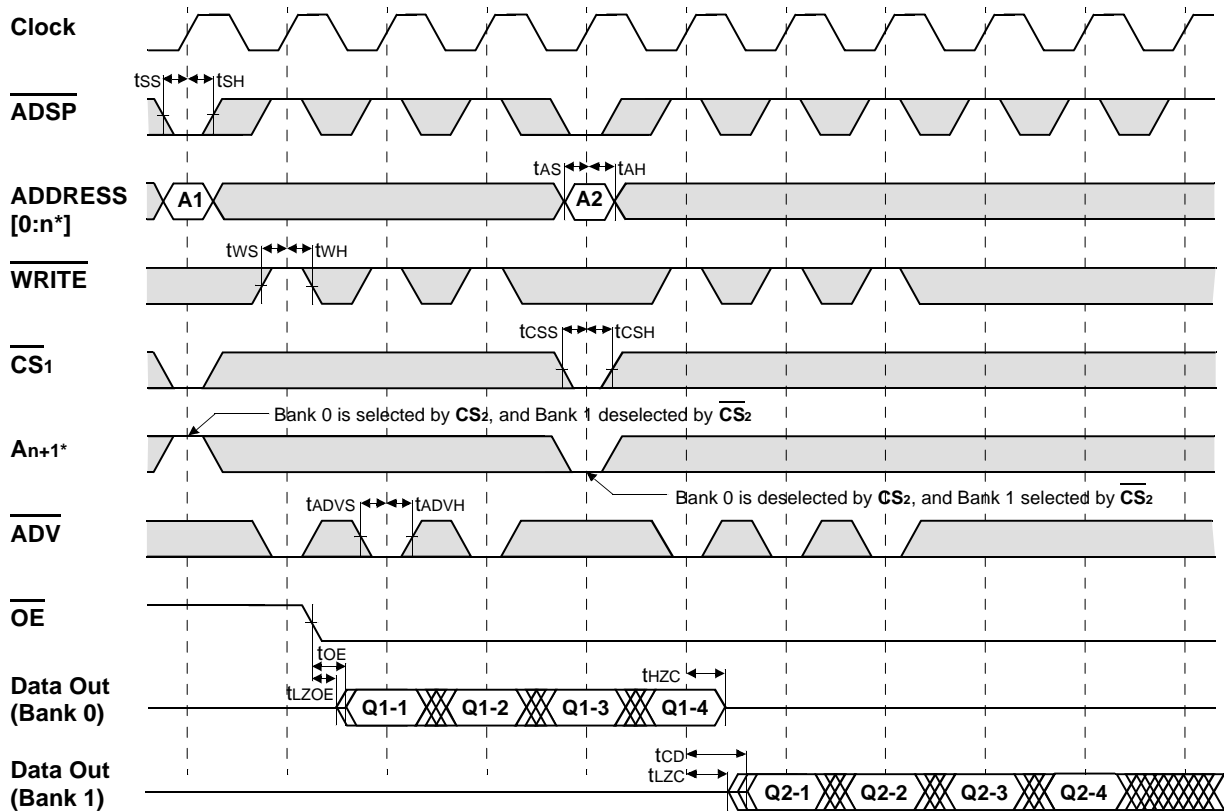 Clock
tSS tSH
ADSP
tAS tAH
ADDRESS
[0:n*]
A1 A2
tWS tWH
WRITE
tCSS tCSH
CS1
Bank 0 is selected by CS2, and Bank 1 deselected by CS2
An+1*
Bank 0 is deselected by CS2, and Bank 1 selected by CS2
tADVS tADVH
ADV
OE
tOE
tHZC
tLZOE
Data Out
(Bank 0)
Q1-1 Q1-2 Q1-3 Q1-4
tCD
tLZC
Data Out
(Bank 1)
Q2-1 Q2-2 Q2-3 Q2-4